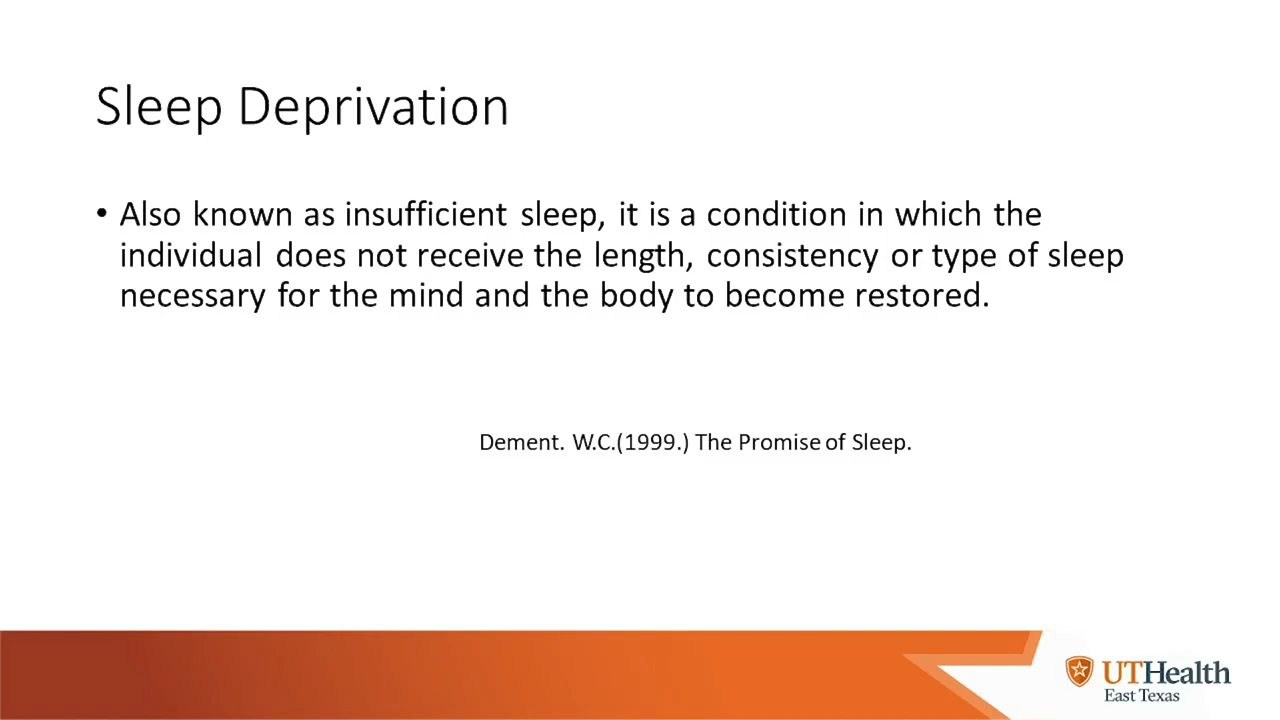 Sleep Deprivation
• Also known as insufficient sleep, it is a condition in which the
individual does not receive the length, consistency or type of sleep
necessary for the mind and the body to become restored.
Dement. W.C.(1999.) The Promise of Sleep.
UTHealth
East Texas